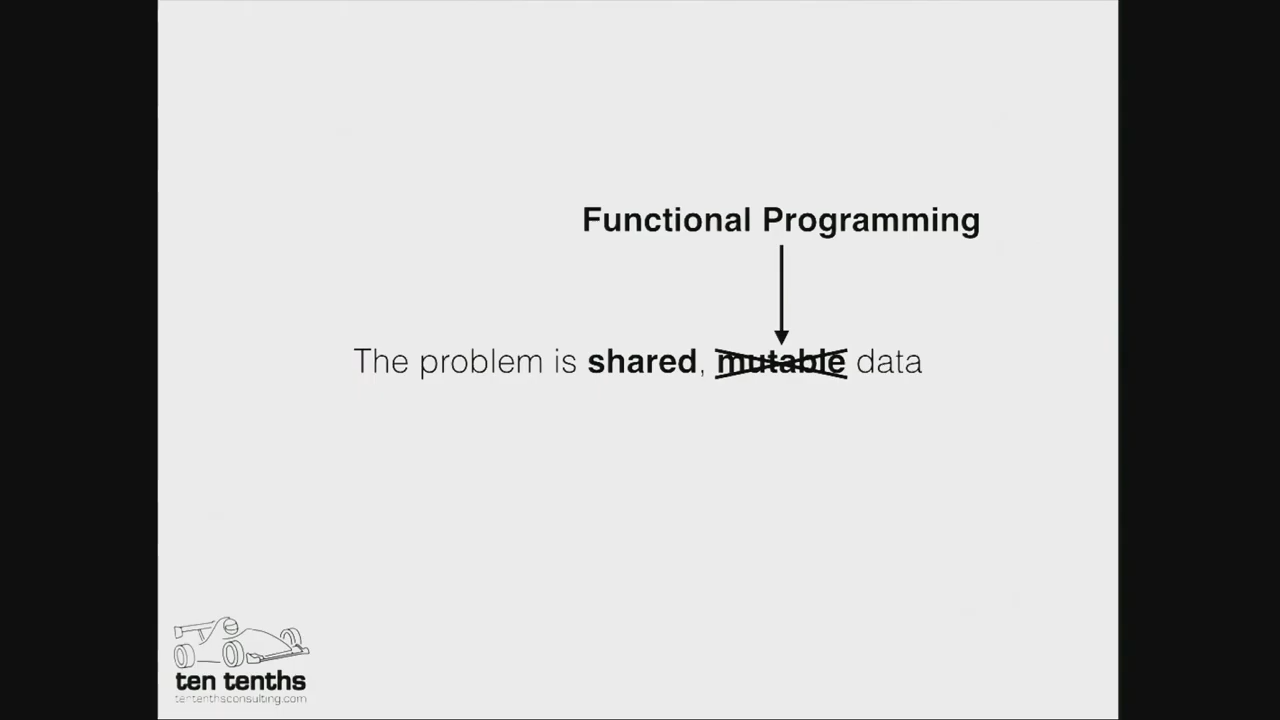 Functional Programming
The problem is shared, mutable data
ten tenths
tententhsconsulting.com